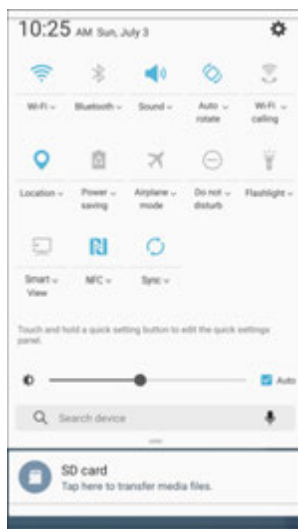 10:25 AM Sun, July 3
Wi-Fi Bluetooth Sound Auto rotate Wi-Fi calling
Location Power saving Airplane mode Do not disturb Flashlight
Smart View NFC Sync
Touch and hold a quick setting button to edit the quick settings
panel.
Auto
Search device
SD card
Tap here to transfer media files.